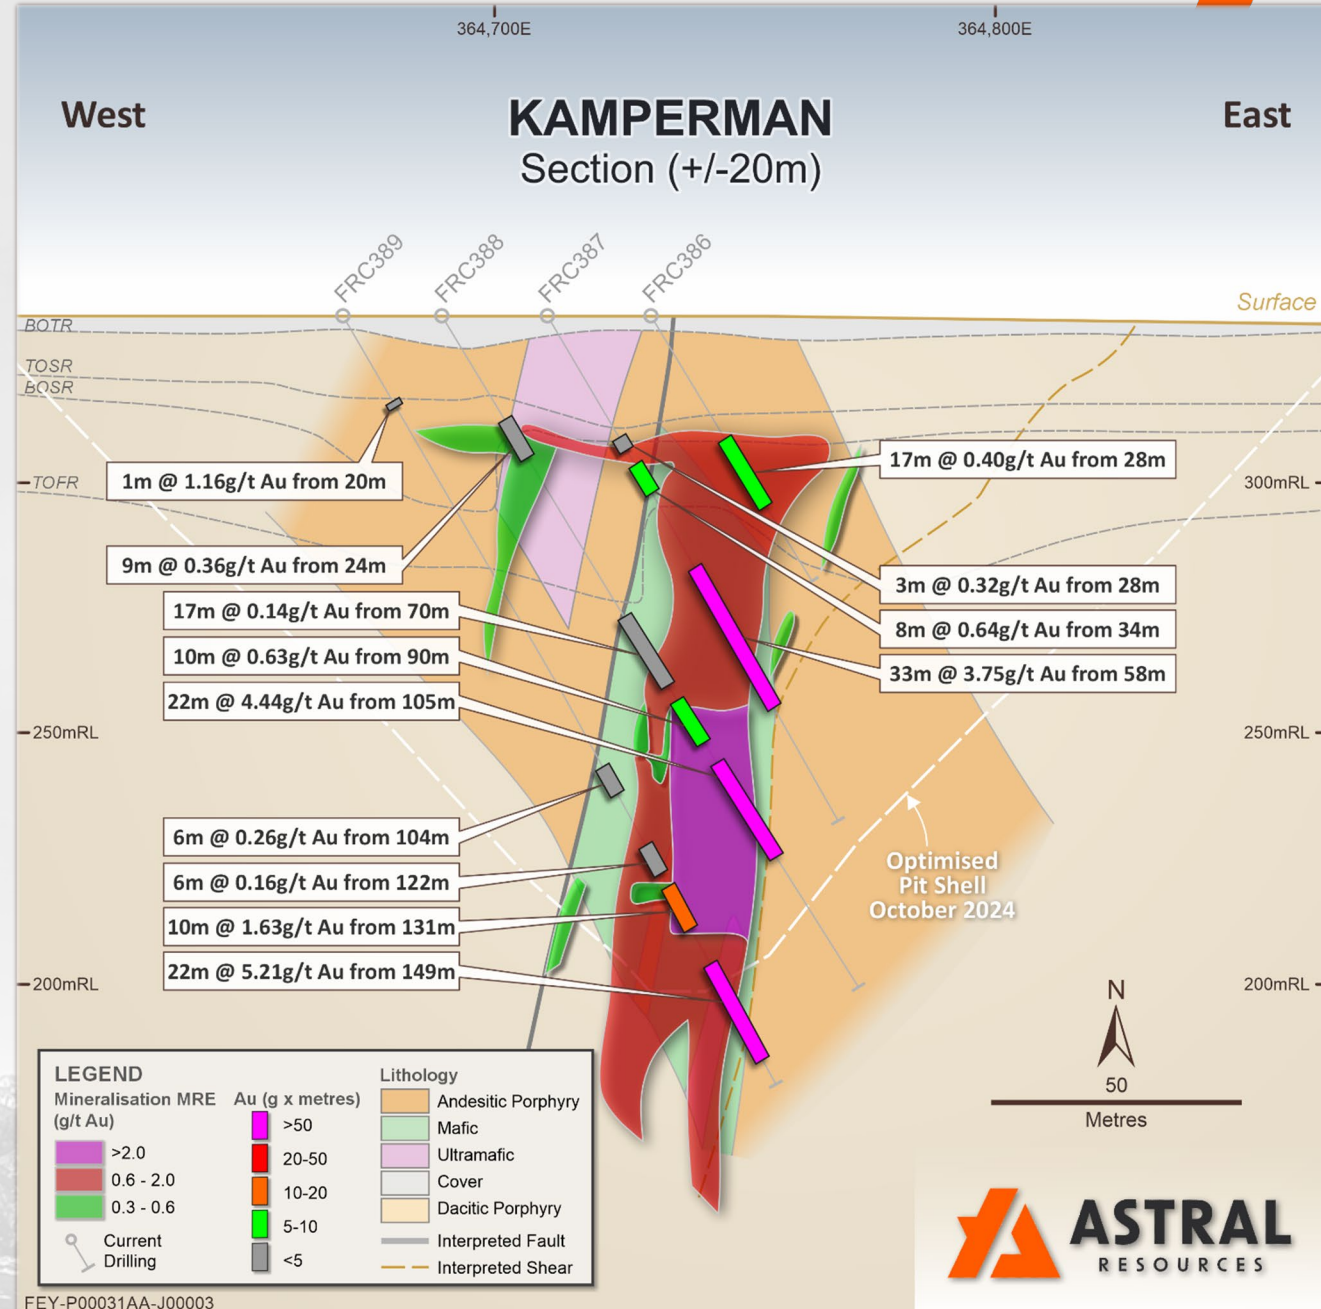 364,700E
364,800E
West
KAMPERMAN
East
Section (+/-20m)
FRC389
FRC388
FRC387
FRC386
Surface
BOTR
TOSR
BOSR
TOFR
1m @ 1.16g/t Au from 20m
9m @ 0.36g/t Au from 24m
17m @ 0.14g/t Au from 70m
10m @ 0.63g/t Au from 90m
22m @ 4.44g/t Au from 105m
6m @ 0.26g/t Au from 104m
6m @ 0.16g/t Au from 122m
10m @ 1.63g/t Au from 131m
22m @ 5.21g/t Au from 149m
17m @ 0.40g/t Au from 28m
3m @ 0.32g/t Au from 28m
8m @ 0.64g/t Au from 34m
33m @ 3.75g/t Au from 58m
300mRL
250mRL
250mRL
200mRL
200mRL
Optimised
Pit Shell
October 2024
N
50
Metres
LEGEND
Mineralisation MRE
(g/t Au)
>2.0
0.6 - 2.0
0.3 - 0.6
Current
Drilling
Au (g x metres)
>50
20-50
10-20
5-10
<5
Lithology
Andesitic Porphyry
Mafic
Ultramafic
Cover
Dacitic Porphyry
Interpreted Fault
Interpreted Shear
ASTRAL
RESOURCES
FEY-P00031AA-J00003